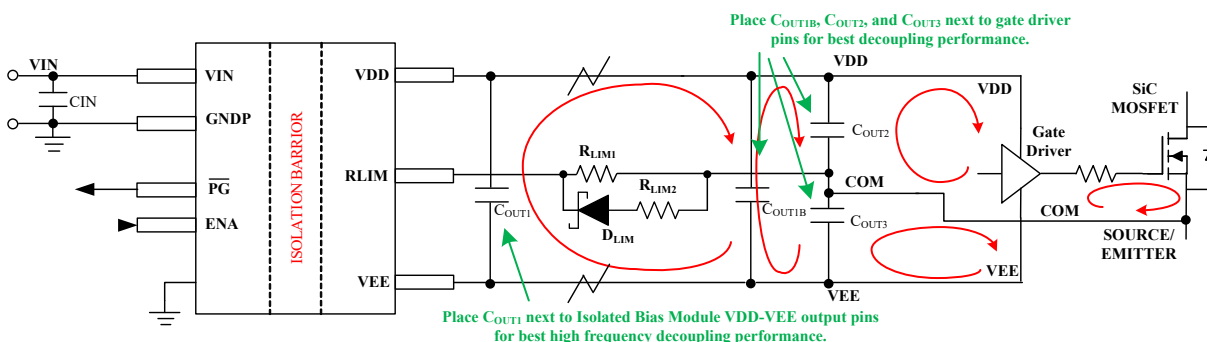 Place COUT1B, COUT2, and COUT3 next to gate driver
pins for best decoupling performance.
VIN
VIN
CIN
GNDP
PG
ENA
ISOLATION BARRIOR
VDD
RLIM
VEE
COUT1
RLIM1
RLIM2
DLIM
COUT1B
VDD
COUT2
COM
COUT3
VEE
VDD
Gate
Driver
COM
VEE
SiC
MOSFET
SOURCE/
EMITTER
Place COUT1 next to Isolated Bias Module VDD-VEE output pins
for best high frequency decoupling performance.